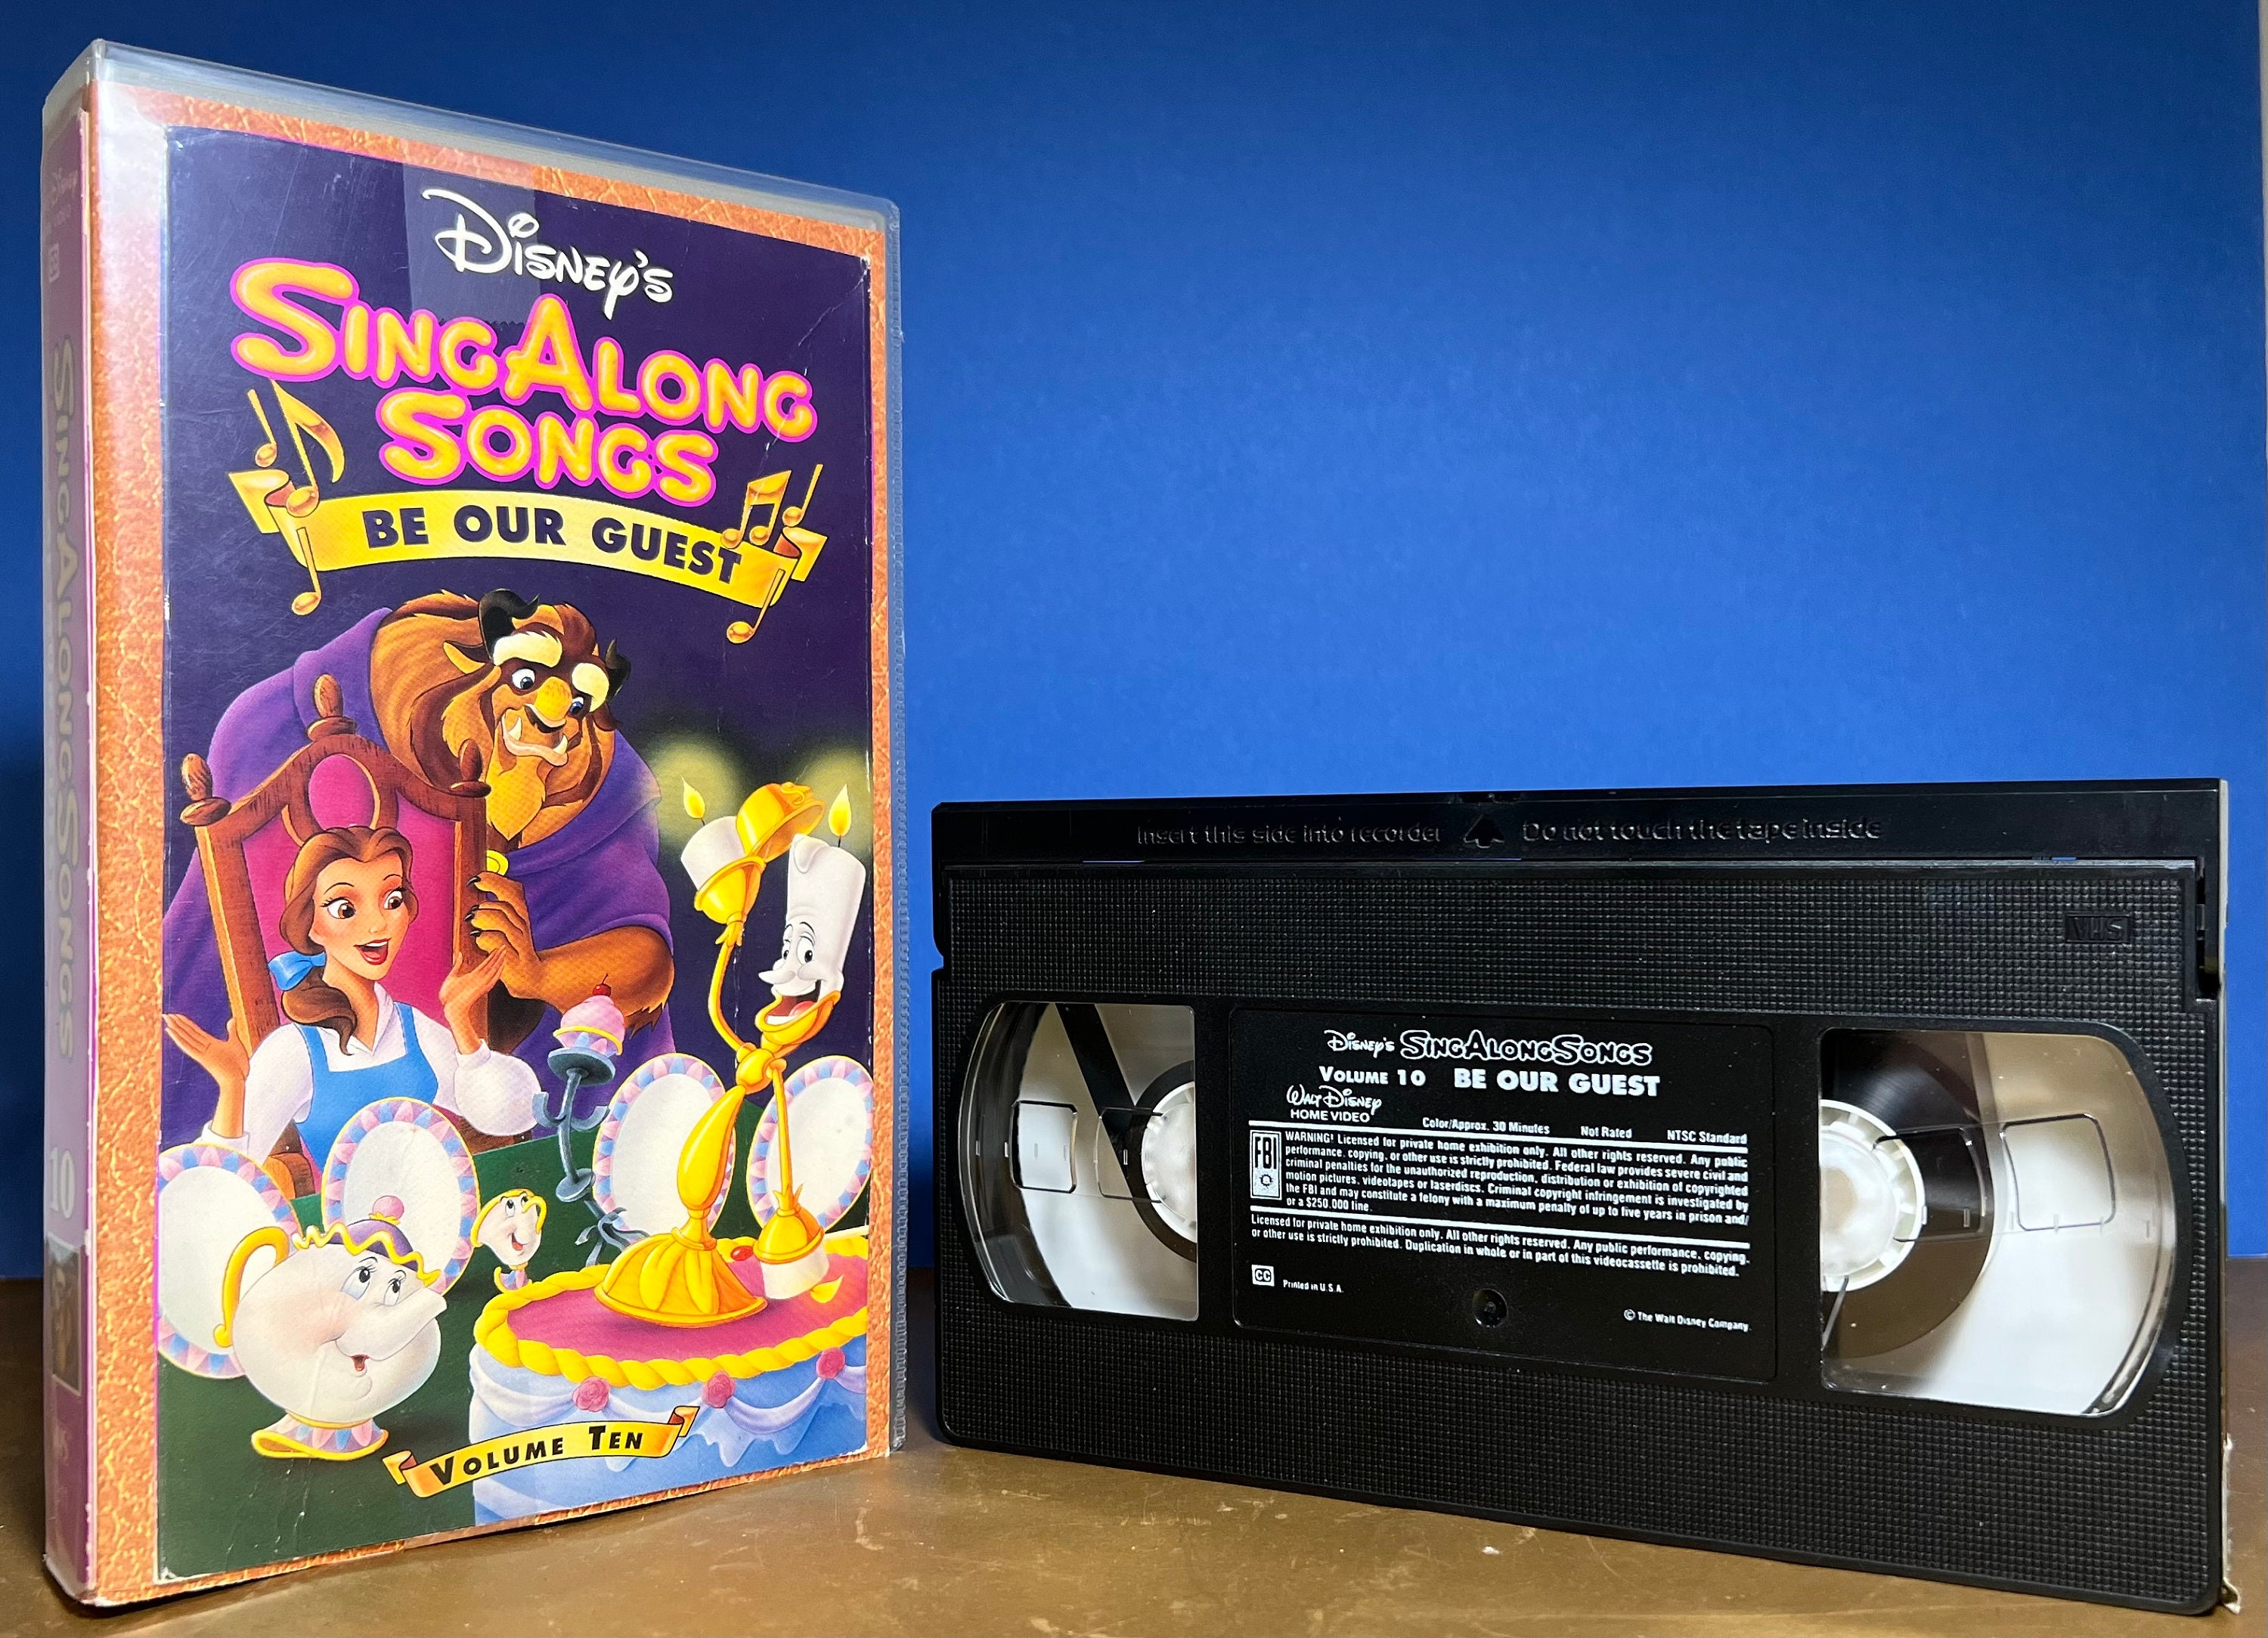 Disney's
SING ALONG
SONGS
BE OUR GUEST
VOLUME TEN
SING ALONG SONGS
10
VHS
Insert this side into recorder Do not touch the tape inside
VHS
Disney's SING ALONG SONGS
VOLUME 10 BE OUR GUEST
WALT DISNEY
HOME VIDEO
Color/Approx. 30 Minutes Not Rated NTSC Standard
FBI
WARNING! Licensed for private home exhibition only. All other rights reserved. Any public
performance, copying, or other use is strictly prohibited. Federal law provides severe civil and
criminal penalties for the unauthorized reproduction, distribution or exhibition of copyrighted
motion pictures, videotapes or laserdiscs. Criminal copyright infringement is investigated by
the FBI and may constitute a felony with a maximum penalty of up to five years in prison and/
or a $250,000 fine.
Licensed for private home exhibition only. All other rights reserved. Any public performance, copying,
or other use is strictly prohibited. Duplication in whole or in part of this videocassette is prohibited.
CC Printed in U.S.A.
© The Walt Disney Company